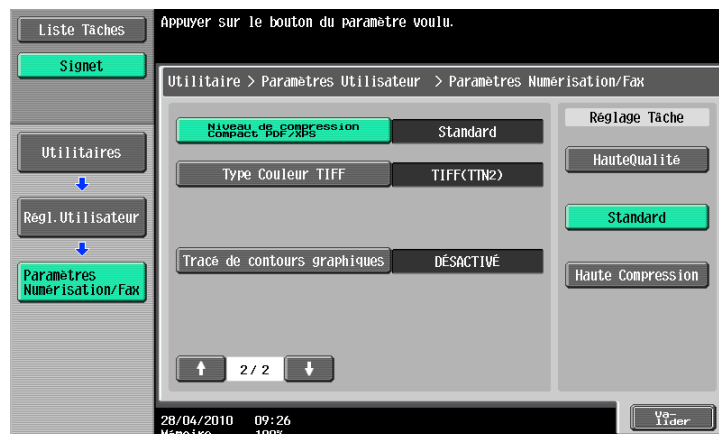 Liste Tâches
Appuyer sur le bouton du paramètre voulu.
Signet
Utilitaire > Paramètres Utilisateur > Paramètres Numérisation/Fax
Niveau de compression
Compact PDF/XPS
Standard
Réglage Tâche
Utilitaires
HauteQualité
Type Couleur TIFF
TIFF(TTN2)
Régl.Utilisateur
Standard
Tracé de contours graphiques
DÉSACTIVÉ
Paramètres
Numérisation/Fax
Haute Compression
2/2
28/04/2010 09:26
Mémoire 100%
Va-
lider